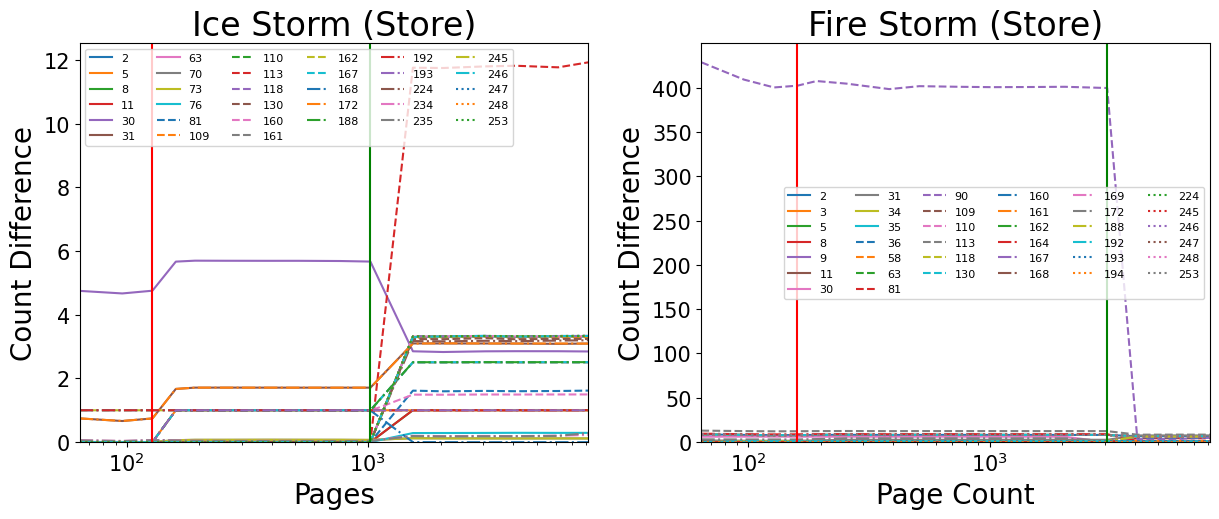 Ice Storm (Store)
Count Difference
12
10
8
6
4
2
0
2 63 110 162 192 245
5 70 113 167 193 246
8 73 118 168 224 247
11 76 130 172 234 248
30 81 160 188 235 253
31 109 161
10² 10³
Pages
Fire Storm (Store)
Count Difference
400
350
300
250
200
150
100
50
0
2 31 90 160 169 224
3 34 109 161 172 245
5 35 110 162 188 246
8 36 113 164 192 247
9 58 118 167 193 248
11 63 130 168 194 253
30 81
10² 10³
Page Count